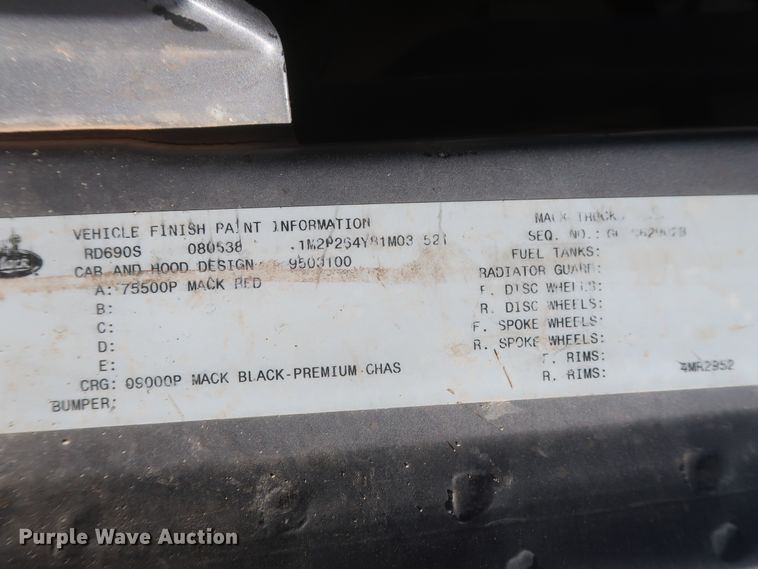 VEHICLE FINISH PAINT INFORMATION
RD690S 080538
CAB AND HOOD DESIGN 9503100
A: 75500P MACK RED
B:
C:
D:
E:
CRG: 09000P MACK BLACK-PREMIUM CHAS
BUMPER:
MACK TRUCK
SEQ. NO.:
FUEL TANKS:
RADIATOR GUARD:
F. DISC WHEELS:
R. DISC WHEELS:
F. SPOKE WHEELS:
R. SPOKE WHEELS:
F. RIMS:
R. RIMS:
4MR2952
Purple Wave Auction